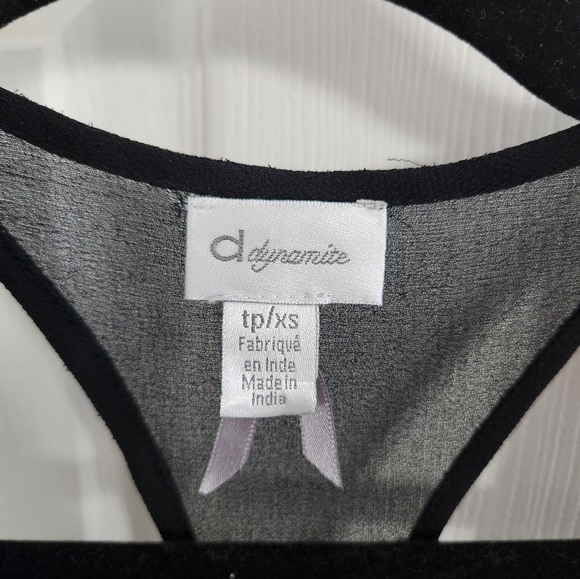 d dynamite
tp/xs
Fabriqué
en Inde
Made in
India